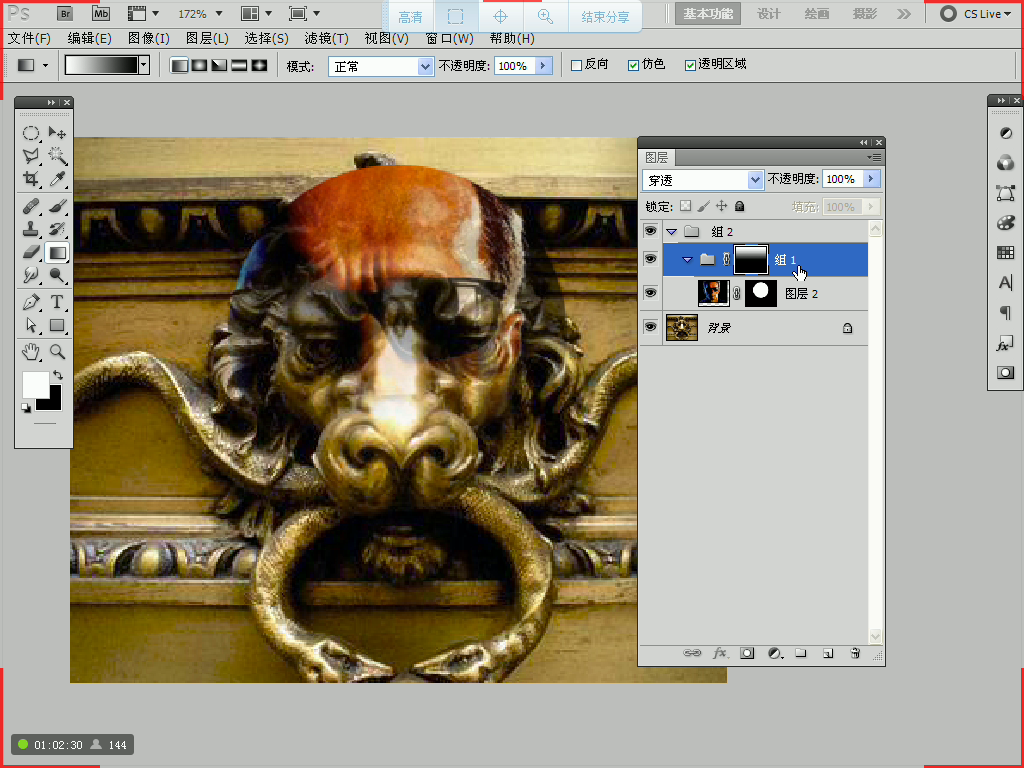 Ps Br Mb 172% 高清 结束分享 基本功能 设计 绘画 摄影 CS Live
文件(F) 编辑(E) 图像(I) 图层(L) 选择(S) 滤镜(T) 视图(V) 窗口(W) 帮助(H)
模式: 正常 不透明度: 100% 反向 仿色 透明区域
图层
穿透 不透明度: 100%
锁定: 填充: 100%
组 2
组 1
图层 2
背景
T
A
fx
fx
01:02:30 144